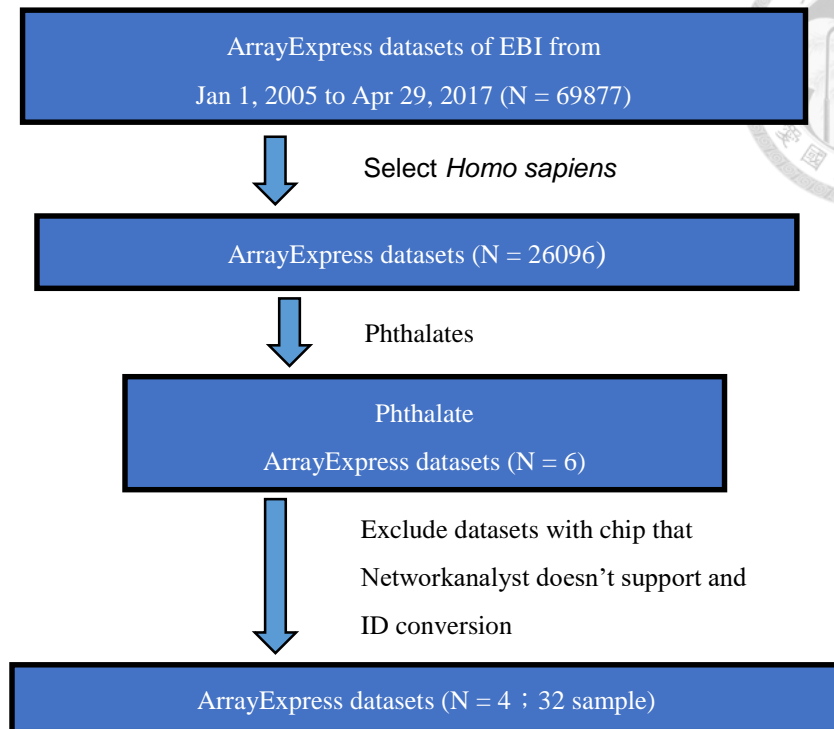 ArrayExpress datasets of EBI from
Jan 1, 2005 to Apr 29, 2017 (N = 69877)
Select Homo sapiens
ArrayExpress datasets (N = 26096)
Phthalates
Phthalate
ArrayExpress datasets (N = 6)
Exclude datasets with chip that
Networkanalyst doesn’t support and
ID conversion
ArrayExpress datasets (N = 4；32 sample)
愛國